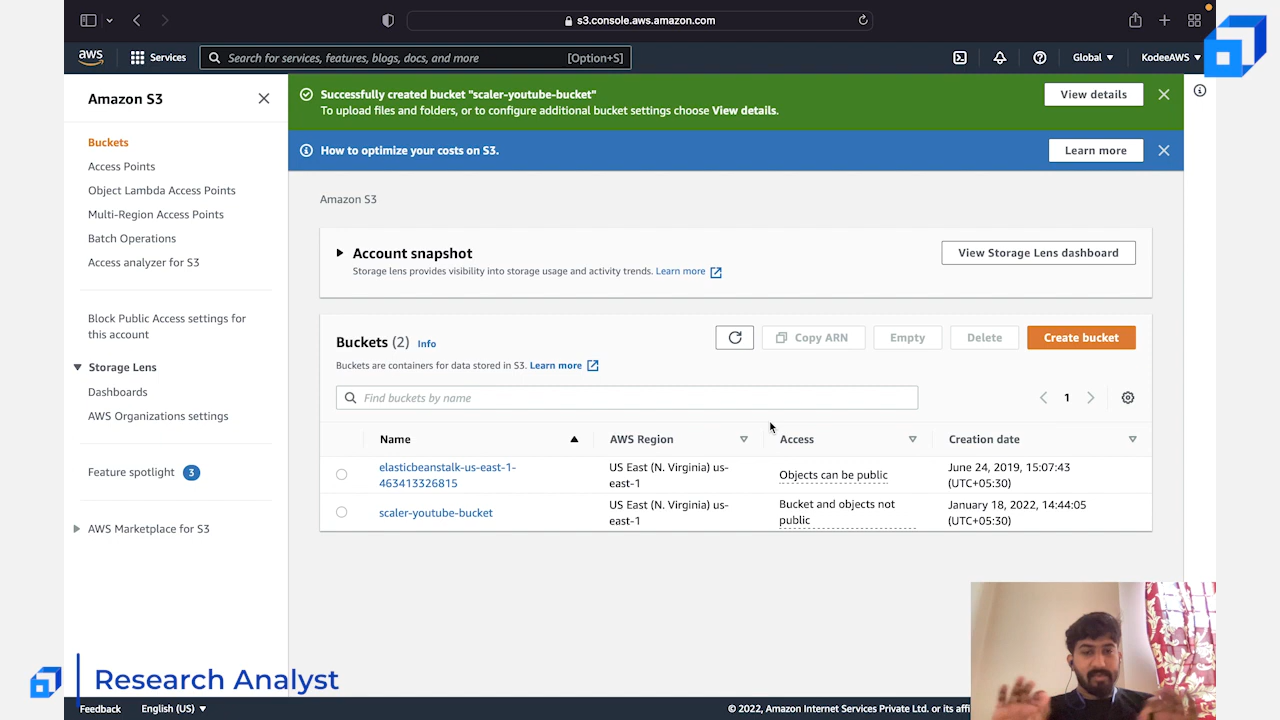 s3.console.aws.amazon.com
aws
Services
Search for services, features, blogs, docs, and more
[Option+S]
Global
KodeeAWS
Amazon S3
Successfully created bucket "scaler-youtube-bucket"
To upload files and folders, or to configure additional bucket settings choose View details.
View details
How to optimize your costs on S3.
Learn more
Buckets
Access Points
Object Lambda Access Points
Multi-Region Access Points
Batch Operations
Access analyzer for S3
Block Public Access settings for
this account
Storage Lens
Dashboards
AWS Organizations settings
Feature spotlight 3
AWS Marketplace for S3
Amazon S3
Account snapshot
Storage lens provides visibility into storage usage and activity trends. Learn more
View Storage Lens dashboard
Buckets (2) Info
Copy ARN
Empty
Delete
Create bucket
Buckets are containers for data stored in S3. Learn more
Find buckets by name
1
Name
AWS Region
Access
Creation date
elasticbeanstalk-us-east-1-
463413326815
US East (N. Virginia) us-
east-1
Objects can be public
June 24, 2019, 15:07:43
(UTC+05:30)
scaler-youtube-bucket
US East (N. Virginia) us-
east-1
Bucket and objects not
public
January 18, 2022, 14:44:05
(UTC+05:30)
Research Analyst
Feedback
English (US)
© 2022, Amazon Internet Services Private Ltd. or its affi